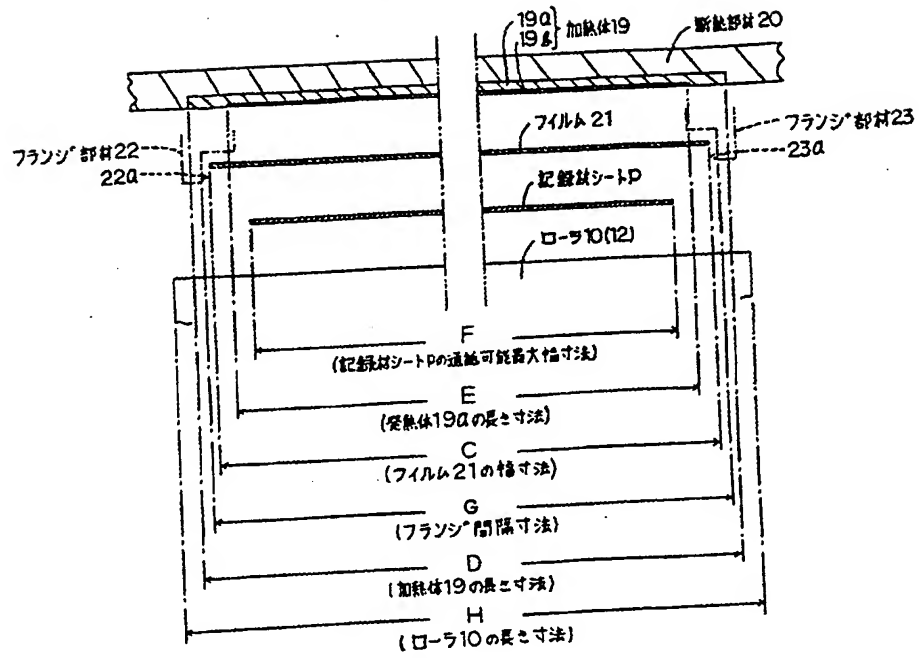 19a
19b
加熱体19
断熱部材20
フランジ部材22
22a
フィルム21
フランジ部材23
23a
記録材シートP
ローラ10(12)
F
(記録材シートPの通紙可能最大幅寸法)
E
(発熱体19aの長さ寸法)
C
(フィルム21の幅寸法)
G
(フランジ間隔寸法)
D
(加熱体19の長さ寸法)
H
(ローラ10の長さ寸法)